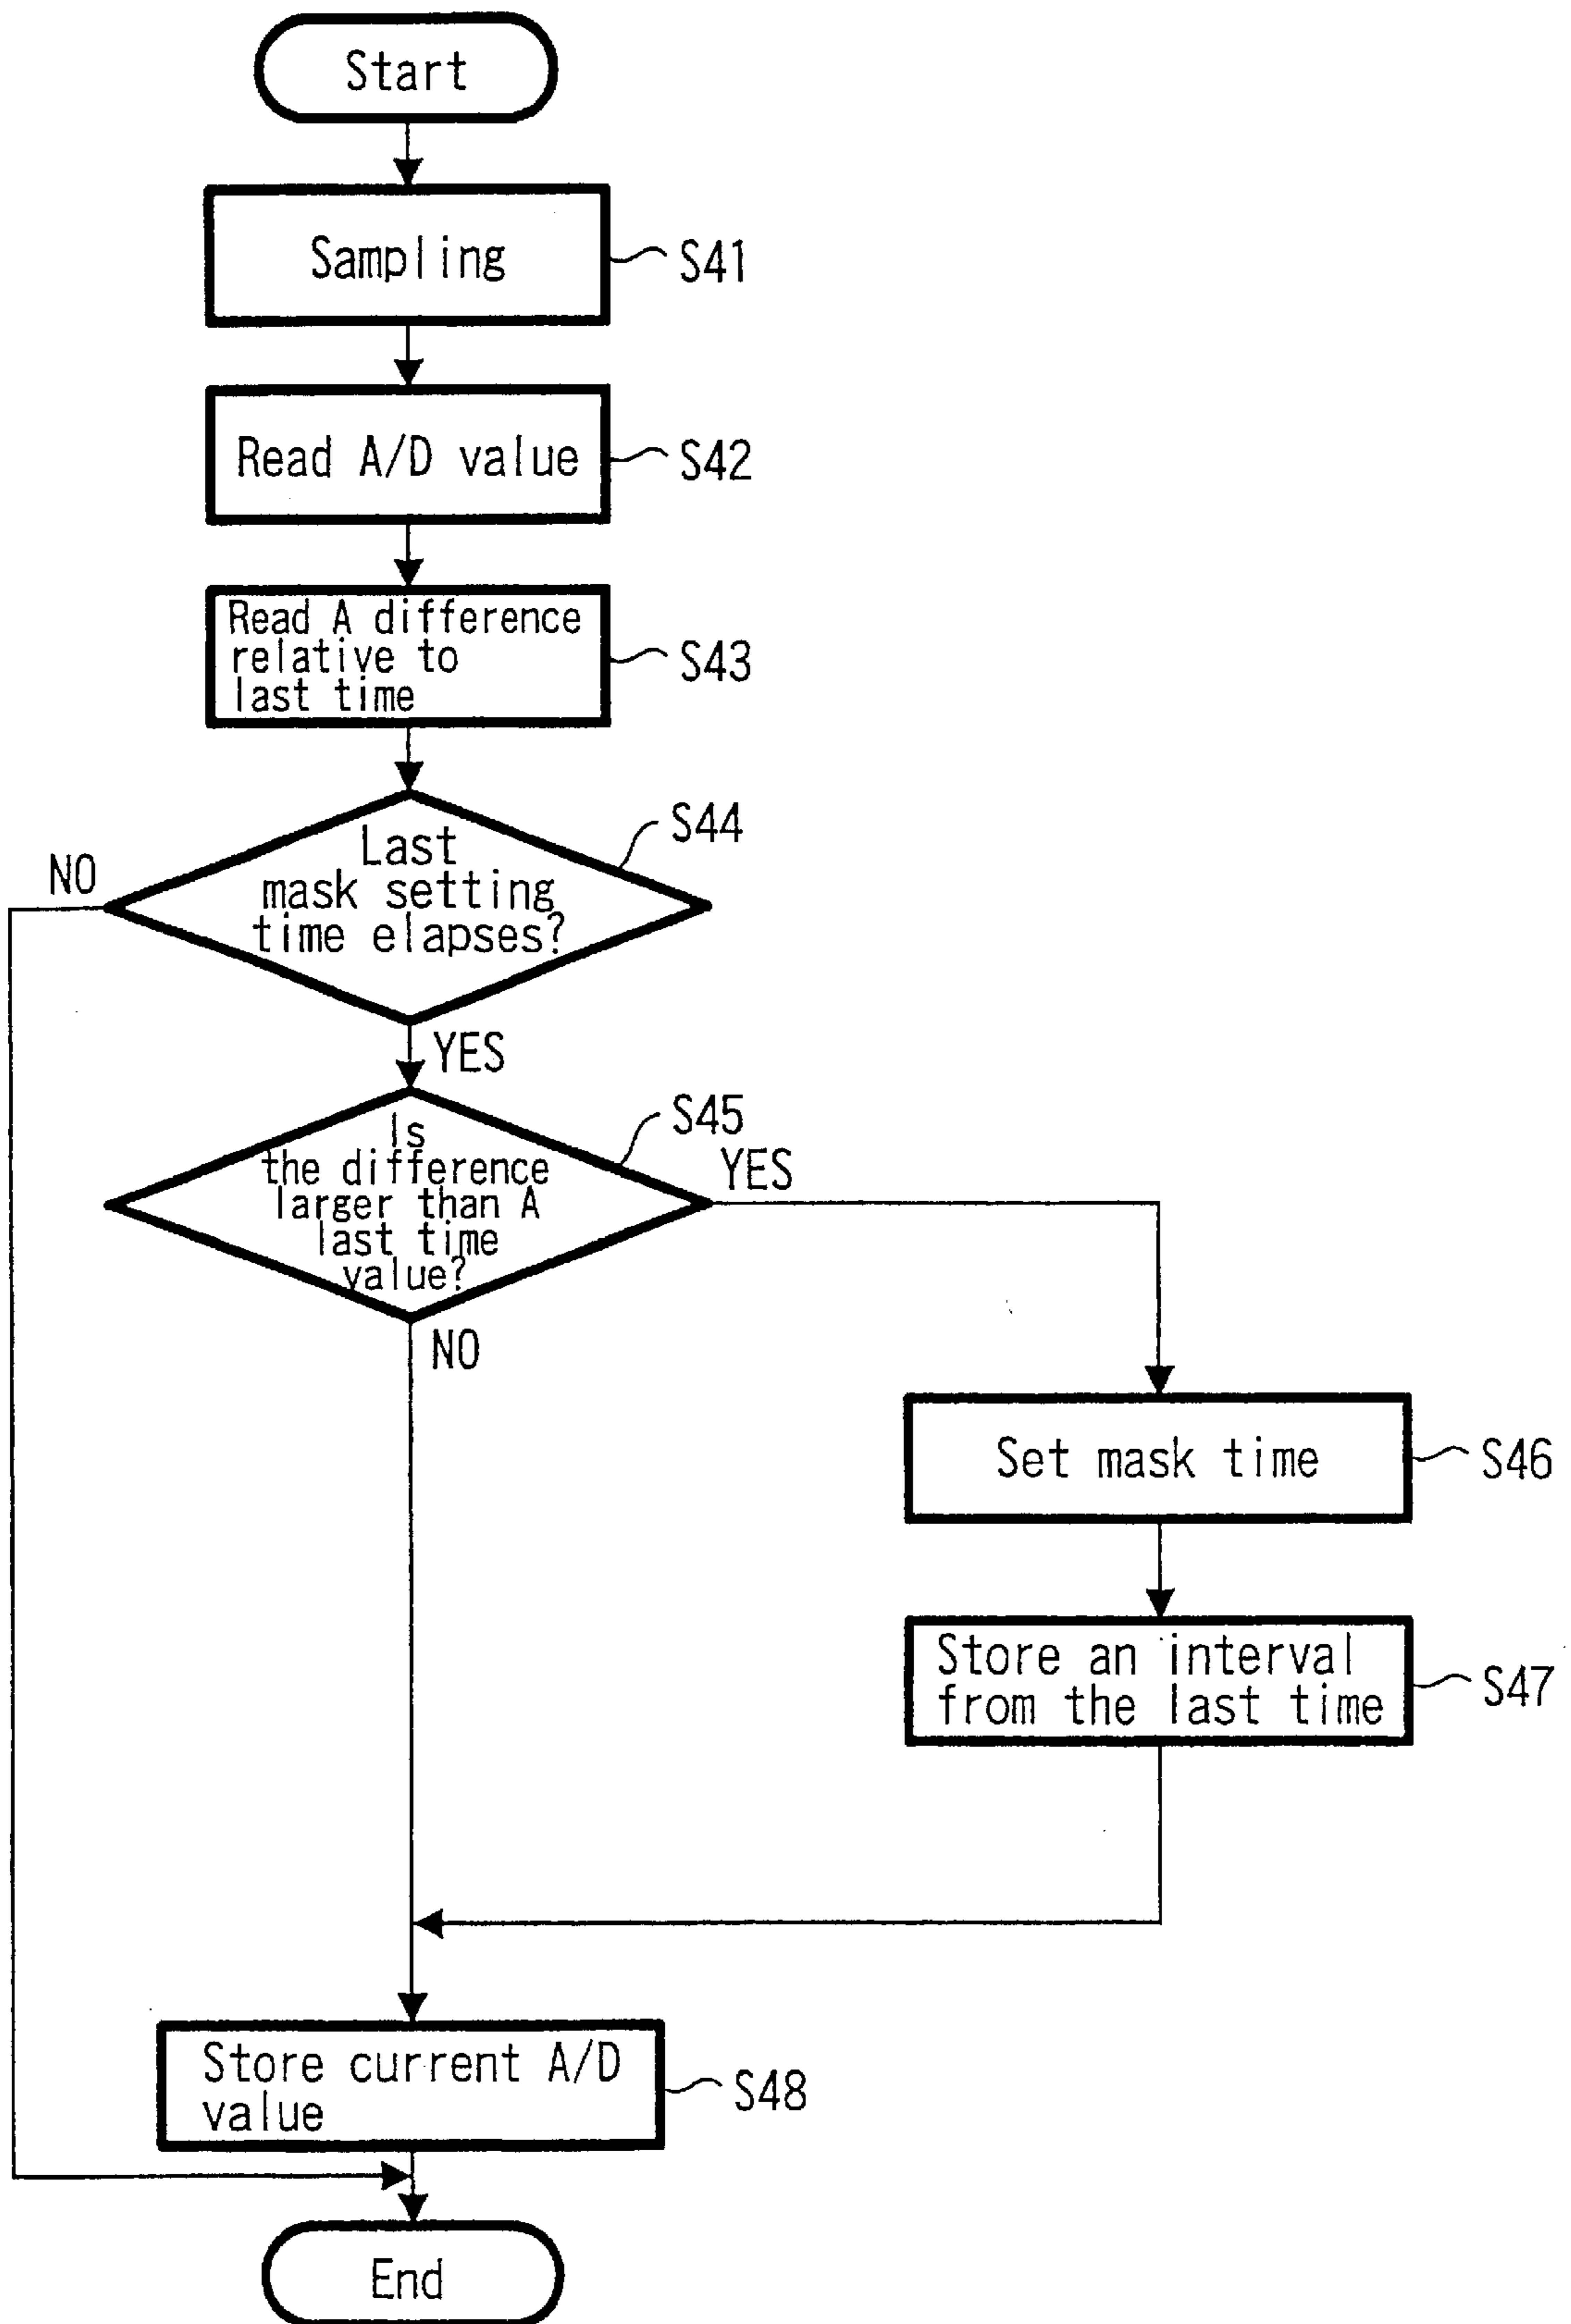 Start
Sampling
S41
Read A/D value
S42
Read A difference
relative to
last time
S43
S44
Last
mask setting
time elapses?
NO
YES
S45
Is
the difference
larger than A
last time
value?
YES
NO
Set mask time
S46
Store an interval
from the last time
S47
Store current A/D
value
S48
End